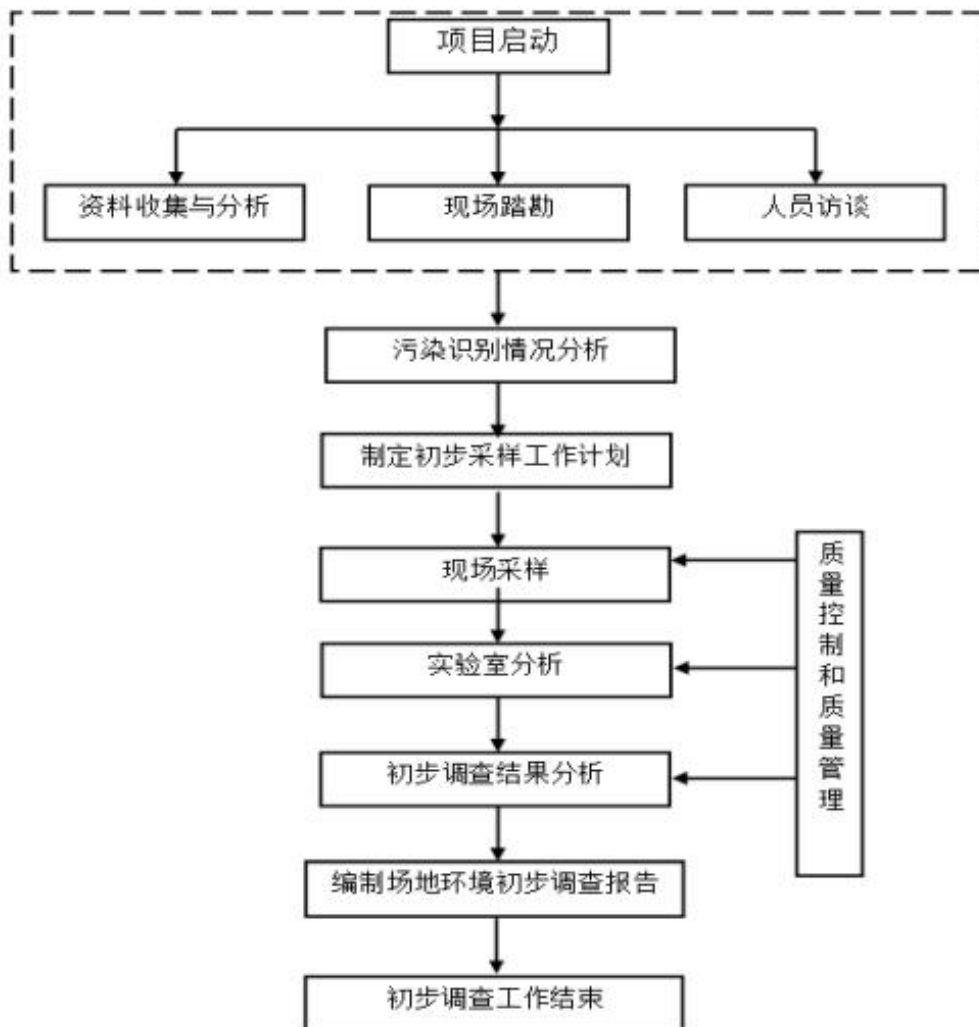 项目启动
资料收集与分析
现场踏勘
人员访谈
污染识别情况分析
制定初步采样工作计划
现场采样
实验室分析
初步调查结果分析
质量控制和质量管理
编制场地环境初步调查报告
初步调查工作结束